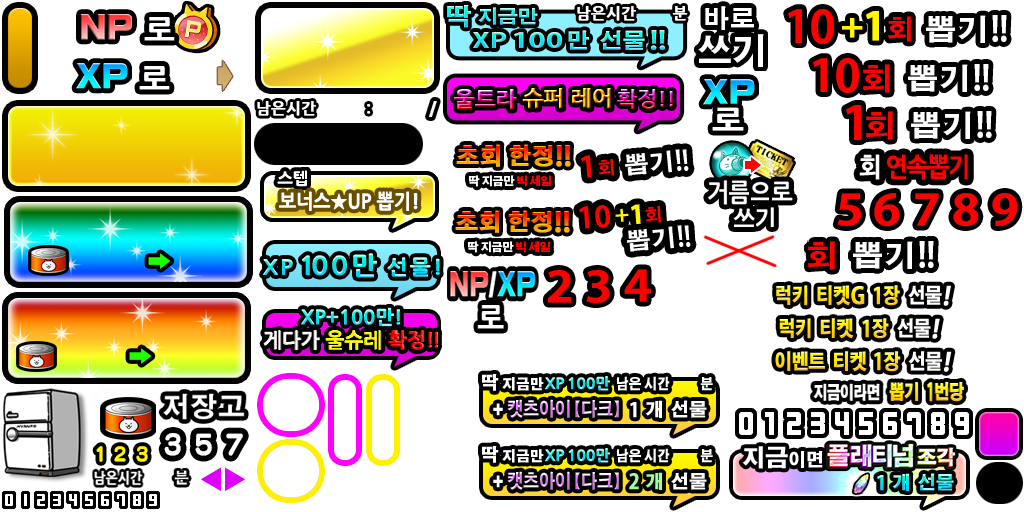 NP 로 P
XP 로
남은시간 : /
스텝
보너스★UP 뽑기!
XP 100만 선물!
XP+100만!
게다가 울슈레 확정!!
저장고
3 5 7
1 2 3
남은시간 분
0 1 2 3 4 5 6 7 8 9
딱 지금만 남은시간 분
XP 100만 선물!!
울트라 슈퍼 레어 확정!!
초회 한정!!
딱 지금만 빅 세일
1회 뽑기!!
초회 한정!!
딱 지금만 빅 세일
10+1회
뽑기!!
NP/XP
로
2 3 4
딱 지금만 XP 100만 남은 시간 분
+ 캣츠아이【다크】 1 개 선물
딱 지금만 XP 100만 남은 시간 분
+ 캣츠아이【다크】 2 개 선물
바로
쓰기
XP
로
TICKET
거름으로
쓰기
10+1회 뽑기!!
10회 뽑기!!
1회 뽑기!!
회 연속뽑기
5 6 7 8 9
회 뽑기!!
럭키 티켓G 1장 선물!
럭키 티켓 1장 선물!
이벤트 티켓 1장 선물!
지금이라면 뽑기 1번당
0 1 2 3 4 5 6 7 8 9
지금이면 플래티넘 조각
1 개 선물